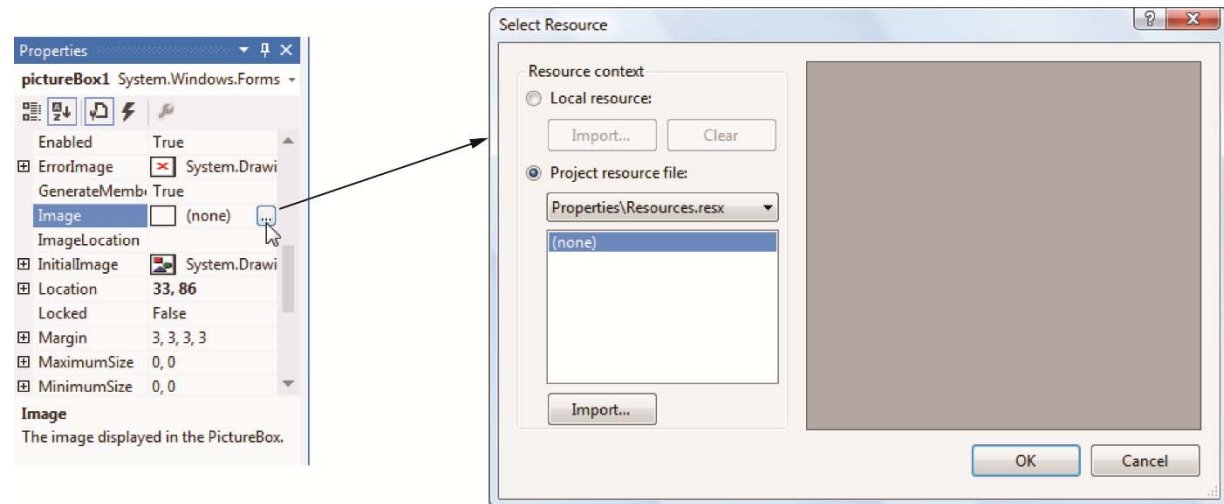 Properties
pictureBox1 System.Windows.Forms
Enabled True
ErrorImage System.Drawi
GenerateMemb True
Image (none) ...
ImageLocation
InitialImage System.Drawi
Location 33, 86
Locked False
Margin 3, 3, 3, 3
MaximumSize 0, 0
MinimumSize 0, 0
Image
The image displayed in the PictureBox.
Select Resource
Resource context
Local resource:
Import... Clear
Project resource file:
Properties\Resources.resx
(none)
Import...
OK Cancel